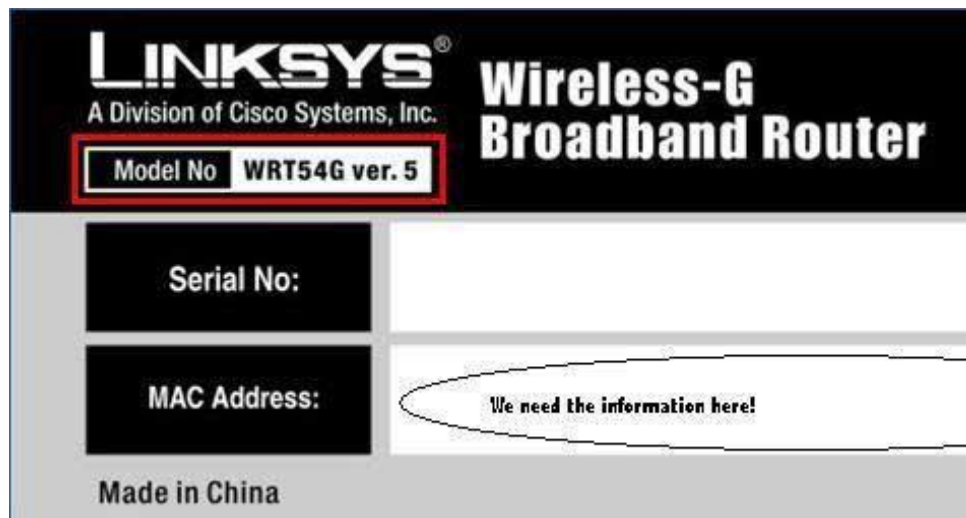 LINKSYS®
A Division of Cisco Systems, Inc.
Model No WRT54G ver. 5
Wireless-G
Broadband Router
Serial No:
MAC Address:
We need the information here!
Made in China